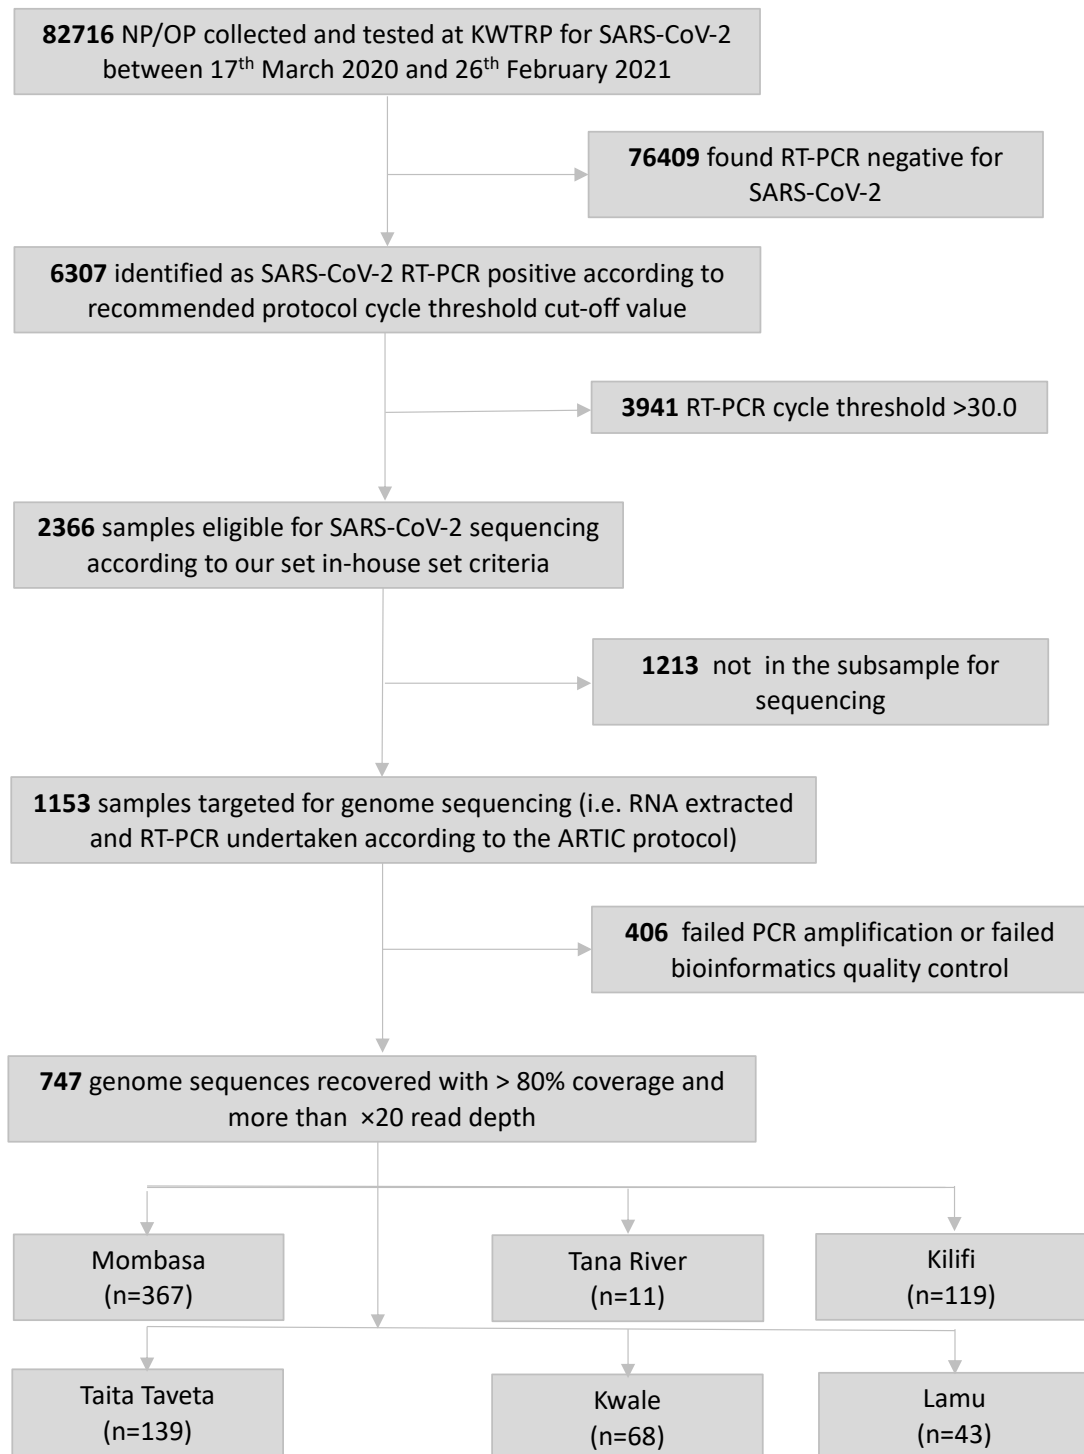 82716 NP/OP collected and tested at KWTRP for SARS-CoV-2
between 17th March 2020 and 26th February 2021
76409 found RT-PCR negative for
SARS-CoV-2
6307 identified as SARS-CoV-2 RT-PCR positive according to
recommended protocol cycle threshold cut-off value
3941 RT-PCR cycle threshold >30.0
2366 samples eligible for SARS-CoV-2 sequencing
according to our set in-house set criteria
1213 not in the subsample for
sequencing
1153 samples targeted for genome sequencing (i.e. RNA extracted
and RT-PCR undertaken according to the ARTIC protocol)
406 failed PCR amplification or failed
bioinformatics quality control
747 genome sequences recovered with > 80% coverage and
more than ×20 read depth
Mombasa
(n=367)
Tana River
(n=11)
Kilifi
(n=119)
Taita Taveta
(n=139)
Kwale
(n=68)
Lamu
(n=43)